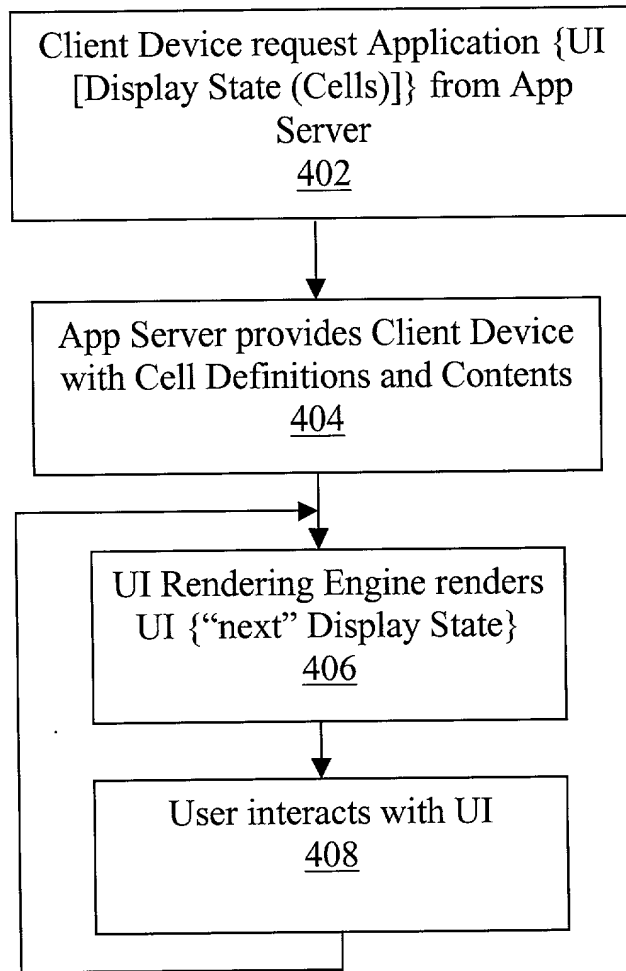 Client Device request Application {UI
[Display State (Cells)]} from App
Server
402
App Server provides Client Device
with Cell Definitions and Contents
404
UI Rendering Engine renders
UI {“next” Display State}
406
User interacts with UI
408